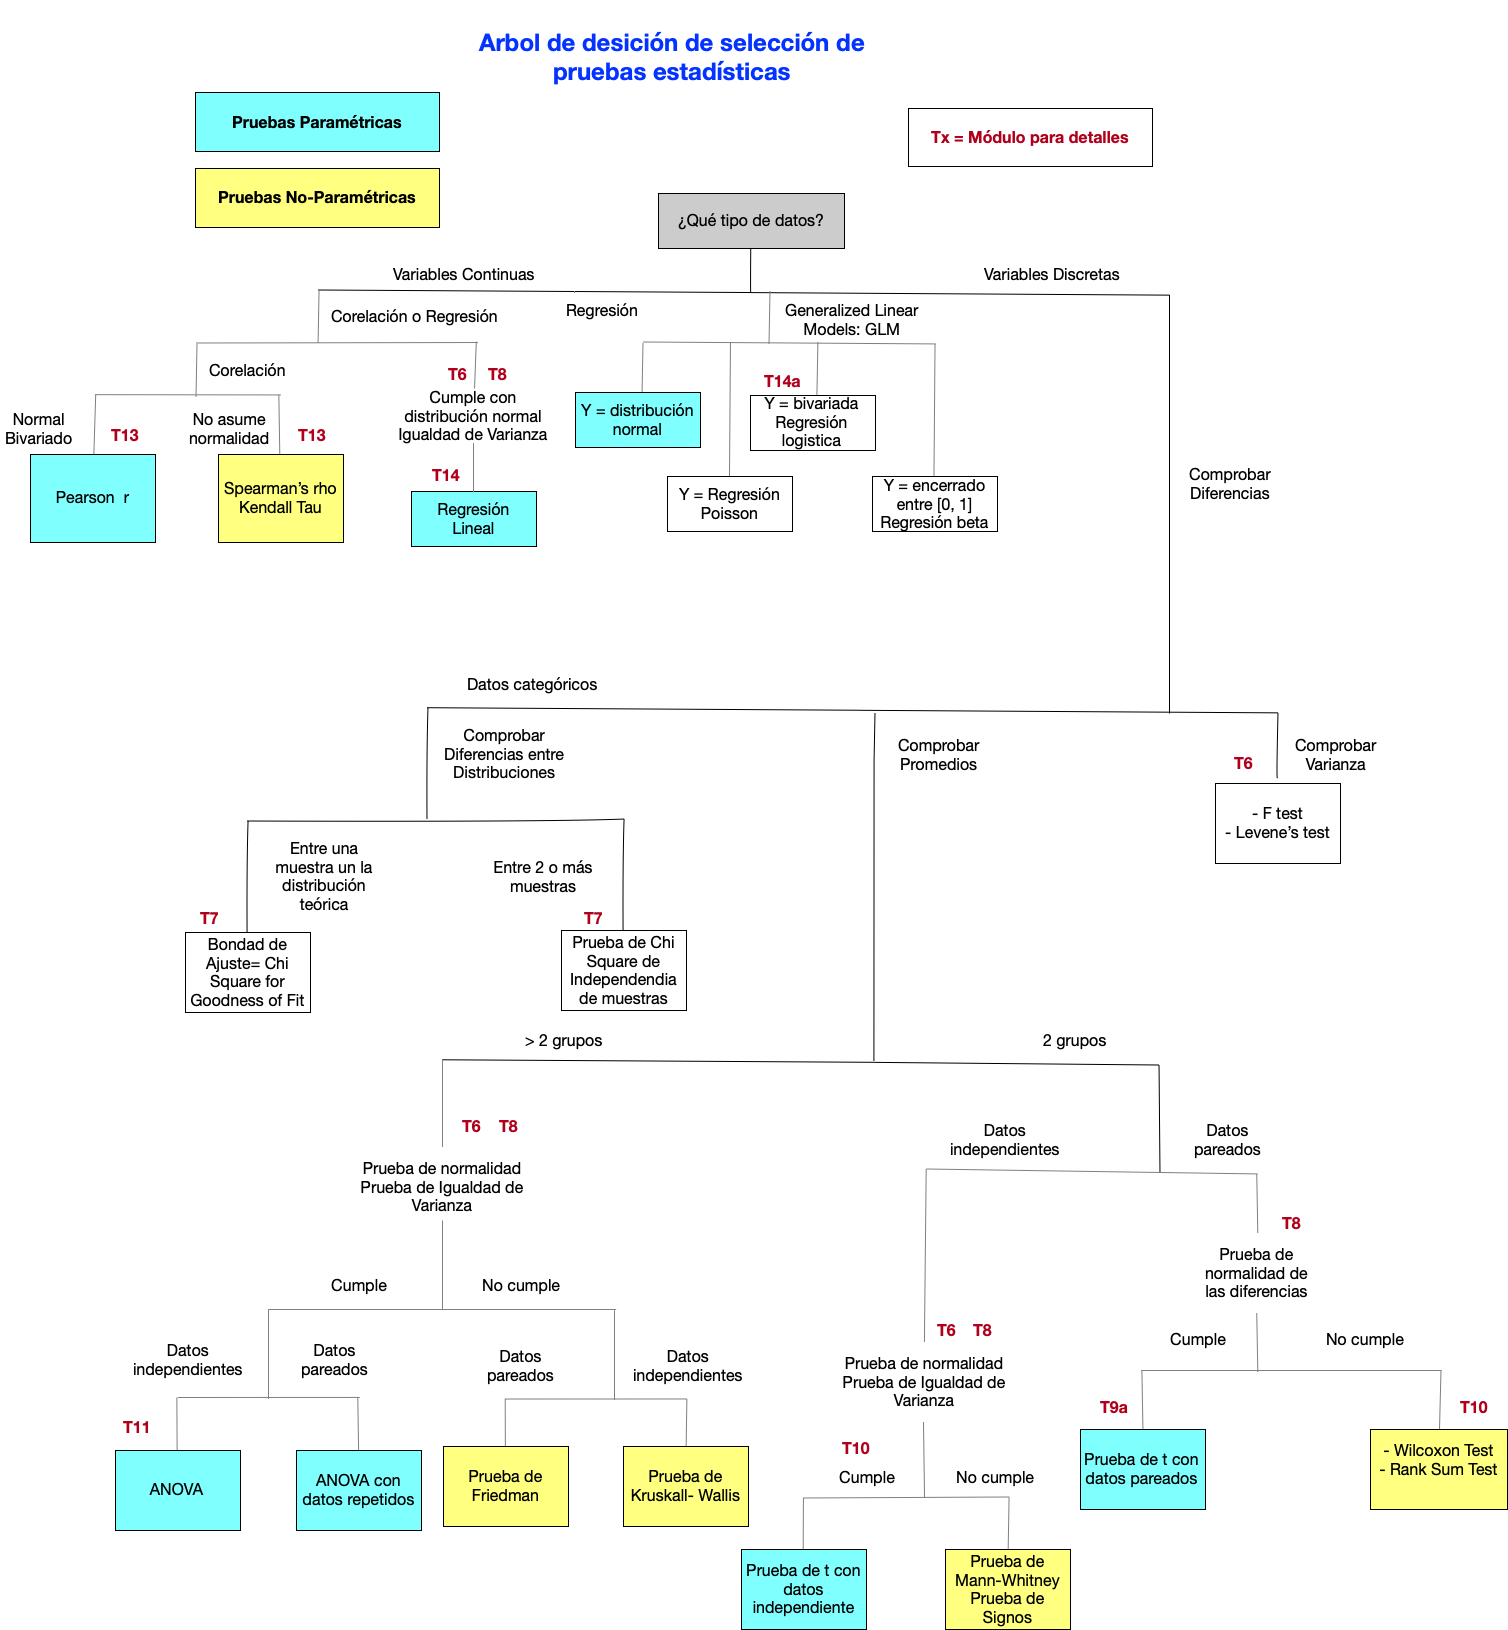 Arbol de desición de selección de
pruebas estadísticas
Pruebas Paramétricas
Tx = Módulo para detalles
Pruebas No-Paramétricas
¿Qué tipo de datos?
Variables Continuas
Variables Discretas
Corelación o Regresión
Regresión
Generalized Linear
Models: GLM
Corelación
T6 T8
Cumple con
distribución normal
Igualdad de Varianza
T14a
Normal
Bivariado
T13
No asume
normalidad
T13
Y = distribución
normal
Y = bivariada
Regresión
logistica
Pearson r
Spearman's rho
Kendall Tau
T14
Regresión
Lineal
Y = Regresión
Poisson
Y = encerrado
entre [0, 1]
Regresión beta
Comprobar
Diferencias
Datos categóricos
Comprobar
Diferencias entre
Distribuciones
Comprobar
Promedios
T6
Comprobar
Varianza
- F test
- Levene's test
Entre una
muestra un la
distribución
teórica
Entre 2 o más
muestras
T7
T7
Bondad de
Ajuste= Chi
Square for
Goodness of Fit
Prueba de Chi
Square de
Independendia
de muestras
> 2 grupos
2 grupos
T6 T8
Prueba de normalidad
Prueba de Igualdad de
Varianza
Datos
independientes
Datos
pareados
T8
Prueba de
normalidad de
las diferencias
Cumple
No cumple
Cumple
No cumple
Datos
independientes
Datos
pareados
Datos
pareados
Datos
independientes
T6 T8
Prueba de normalidad
Prueba de Igualdad de
Varianza
T11
T9a
T10
ANOVA
ANOVA con
datos repetidos
Prueba de
Friedman
Prueba de
Kruskall- Wallis
T10
Cumple
No cumple
Prueba de t con
datos pareados
- Wilcoxon Test
- Rank Sum Test
Prueba de t con
datos
independiente
Prueba de
Mann-Whitney
Prueba de
Signos